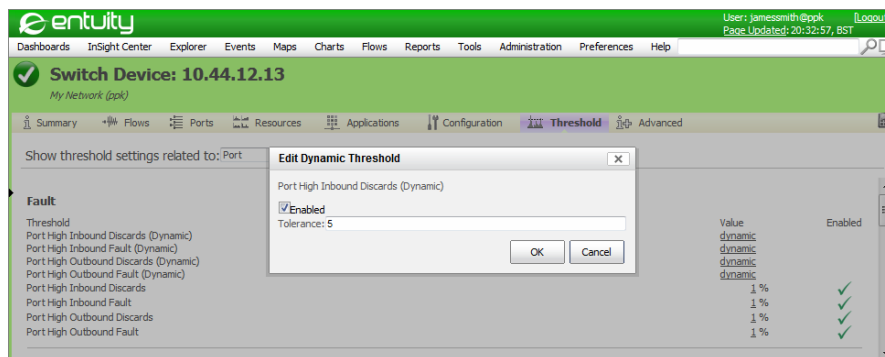 entuity
User: jamessmith@ppk [Logout
Page Updated: 20:32:57, BST
Dashboards InSight Center Explorer Events Maps Charts Flows Reports Tools Administration Preferences Help
Switch Device: 10.44.12.13
My Network (ppk)
Summary Flows Ports Resources Applications Configuration Threshold Advanced
Show threshold settings related to: Port
Edit Dynamic Threshold
Port High Inbound Discards (Dynamic)
Enabled
Tolerance: 5
OK Cancel
Fault
Threshold Value Enabled
Port High Inbound Discards (Dynamic) dynamic
Port High Inbound Fault (Dynamic) dynamic
Port High Outbound Discards (Dynamic) dynamic
Port High Outbound Fault (Dynamic) dynamic
Port High Inbound Discards 1 %
Port High Inbound Fault 1 %
Port High Outbound Discards 1 %
Port High Outbound Fault 1 %